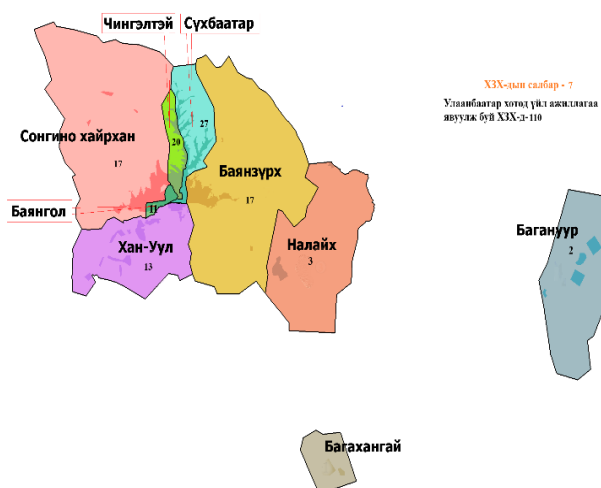 Чингэлтэй
Сүхбаатар
ХЗХ-дын салбар - 7
Улаанбаатар хотод үйл ажиллагаа
явуулж буй ХЗХ-д-110
27
Сонгино хайрхан
20
17
Баянзүрх
Баянгол
11
17
Хан-Уул
13
Налайх
3
Багануур
2
Багахангай